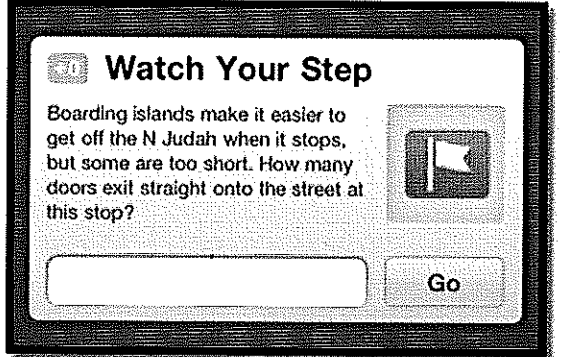 Watch Your Step
Boarding islands make it easier to
get off the N Judah when it stops,
but some are too short. How many
doors exit straight onto the street at
this stop?
Go